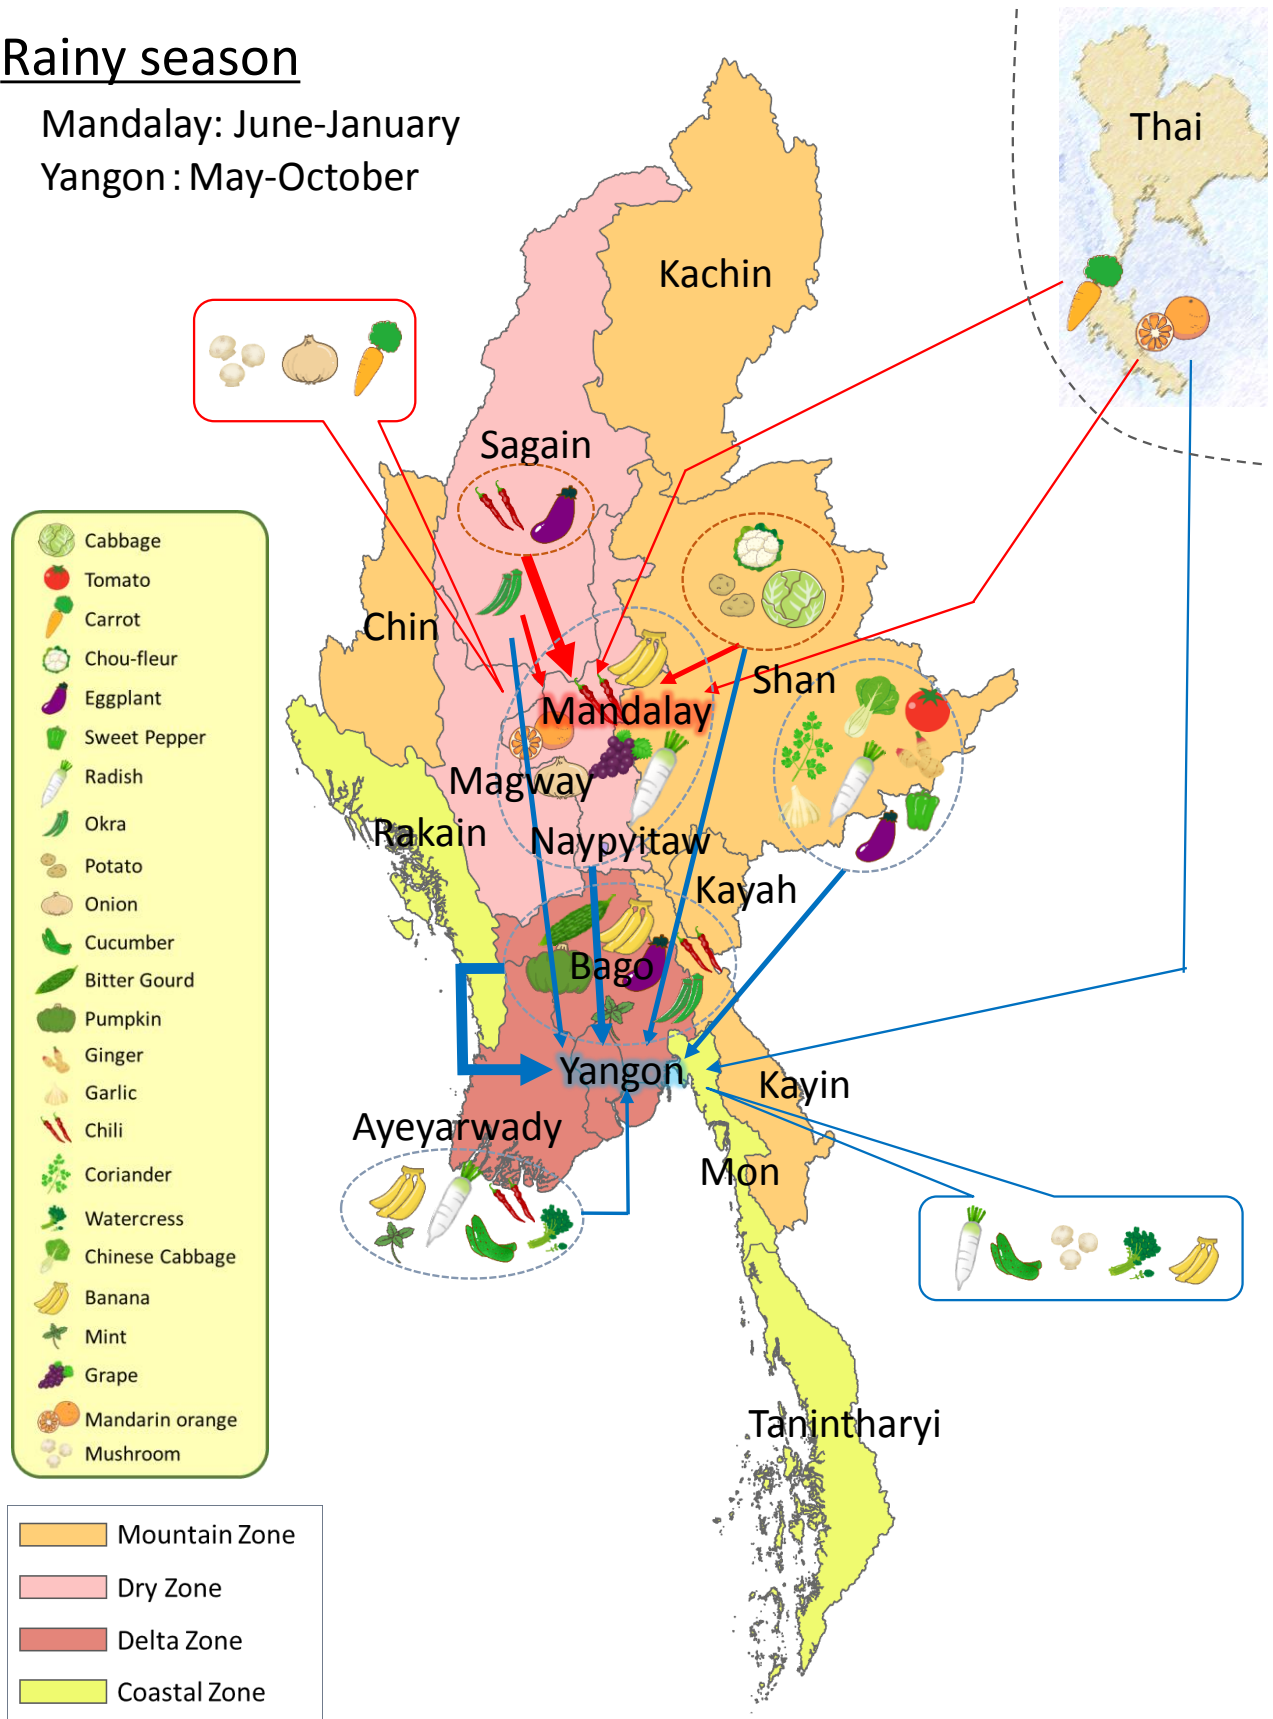 Rainy season
Mandalay: June-January
Yangon : May-October
Thai
Kachin
Sagain
Chin
Shan
Mandalay
Magway
Rakain
Naypyitaw
Kayah
Bago
Yangon
Kayin
Ayeyarwady
Mon
Tanintharyi
Cabbage
Tomato
Carrot
Chou-fleur
Eggplant
Sweet Pepper
Radish
Okra
Potato
Onion
Cucumber
Bitter Gourd
Pumpkin
Ginger
Garlic
Chili
Coriander
Watercress
Chinese Cabbage
Banana
Mint
Grape
Mandarin orange
Mushroom
Mountain Zone
Dry Zone
Delta Zone
Coastal Zone